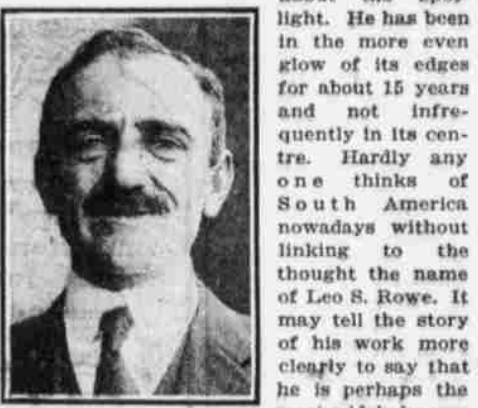 light. He has been
in the more even
glow of its edges
for about 15 years
and not infre-
quently in its cen-
tre. Hardly any
one thinks of
South America
nowadays without
linking to the
thought the name
of Leo S. Rowe. It
may tell the story
of his work more
clearly to say that
he is perhaps the